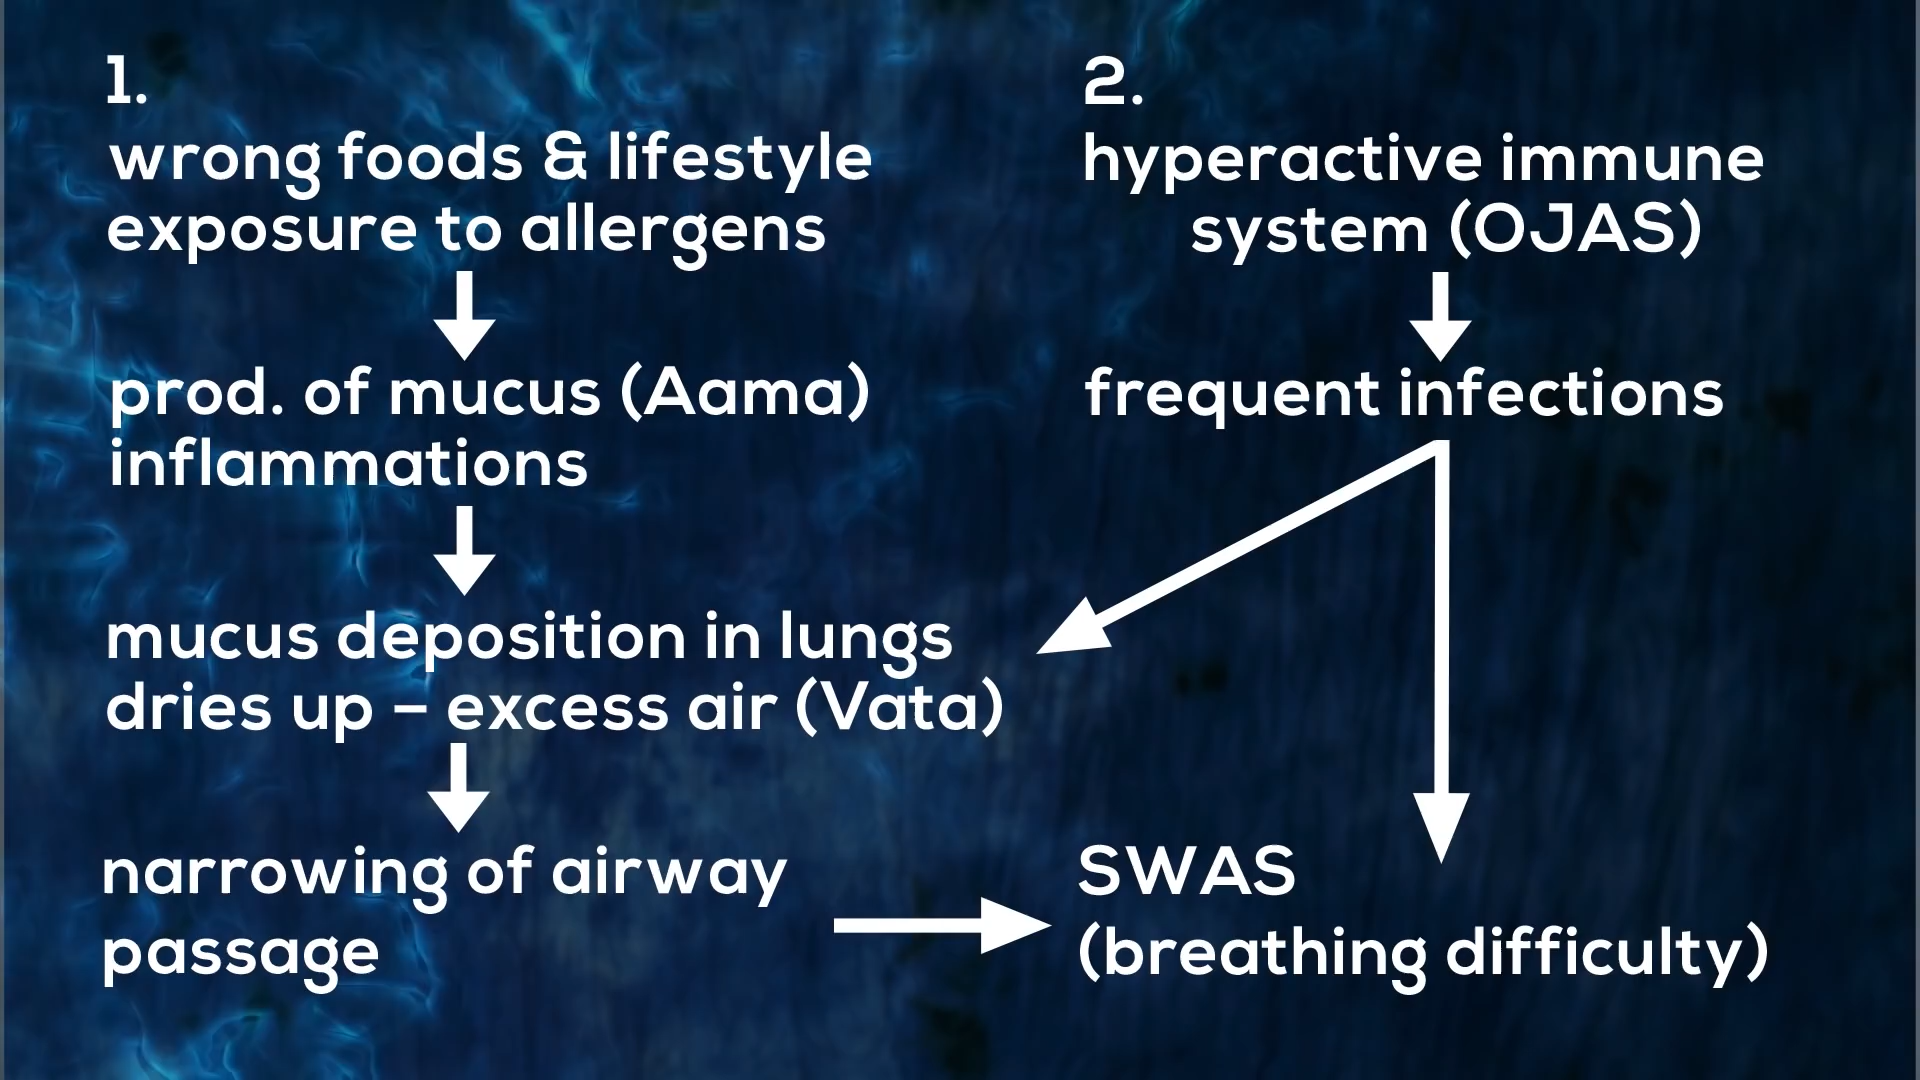 1.
wrong foods & lifestyle
exposure to allergens
prod. of mucus (Aama)
inflammations
mucus deposition in lungs
dries up – excess air (Vata)
narrowing of airway
passage
2.
hyperactive immune
system (OJAS)
frequent infections
SWAS
(breathing difficulty)